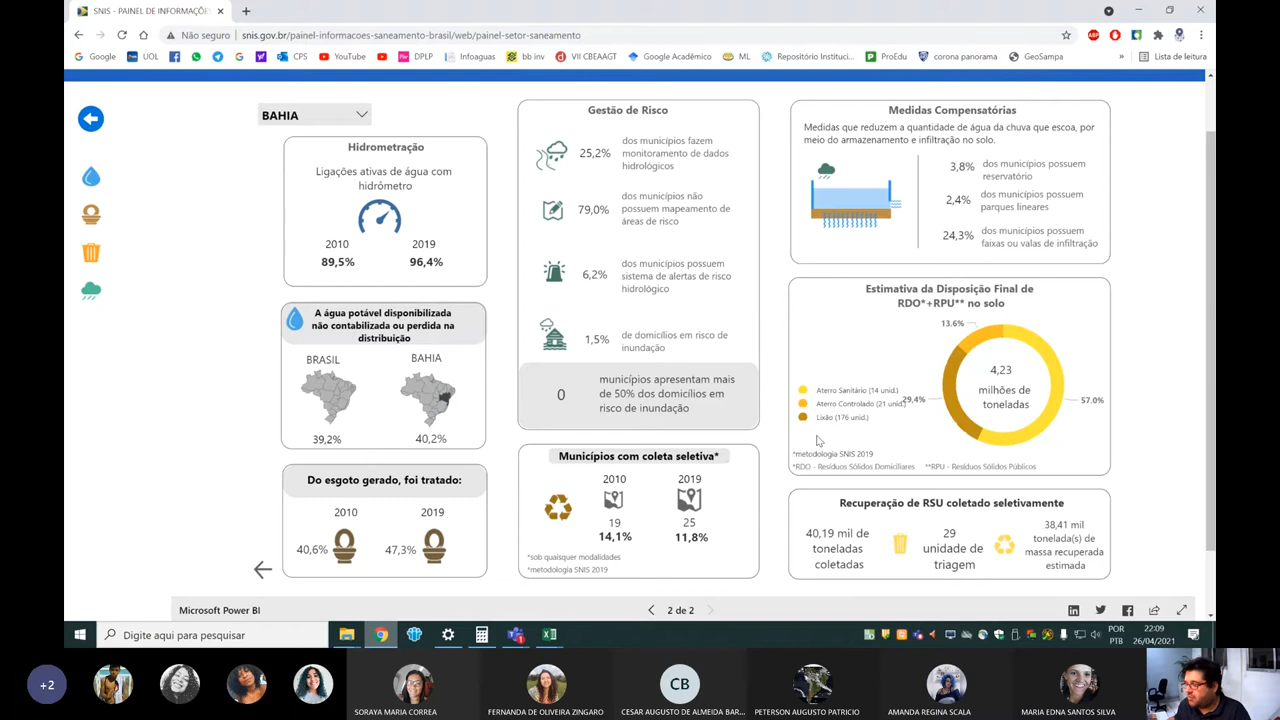 SNIS - PAINEL DE INFORMAÇÕES
Não seguro
snis.gov.br/painel-informacoes-saneamento-brasil/web/painel-setor-saneamento
Google
UOL
CPS
YouTube
DPLP
Infoaguas
bb inv
VII CBEAAGT
Google Acadêmico
ML
Repositório Instituci...
ProEdu
corona panorama
GeoSampa
»
Lista de leitura
BAHIA
Hidrometração
Ligações ativas de água com
hidrômetro
2010
2019
89,5%
96,4%
A água potável disponibilizada
não contabilizada ou perdida na
distribuição
BRASIL
BAHIA
39,2%
40,2%
Do esgoto gerado, foi tratado:
2010
2019
40,6%
47,3%
Gestão de Risco
25,2%
dos municípios fazem
monitoramento de dados
hidrológicos
79,0%
dos municípios não
possuem mapeamento de
áreas de risco
6,2%
dos municípios possuem
sistema de alertas de risco
hidrológico
1,5%
de domicílios em risco de
inundação
0
municípios apresentam mais
de 50% dos domicílios em
risco de inundação
Municípios com coleta seletiva*
2010
2019
19
25
14,1%
11,8%
*sob quaisquer modalidades
*metodologia SNIS 2019
Medidas Compensatórias
Medidas que reduzem a quantidade de água da chuva que escoa, por
meio do armazenamento e infiltração no solo.
3,8%
dos municípios possuem
reservatório
2,4%
dos municípios possuem
parques lineares
24,3%
dos municípios possuem
faixas ou valas de infiltração
Estimativa da Disposição Final de
RDO*+RPU** no solo
13.6%
4,23
milhões de
toneladas
Aterro Sanitário (14 unid.)
Aterro Controlado (21 unid.)
Lixão (176 unid.)
29,4%
57.0%
*metodologia SNIS 2019
*RDO - Resíduos Sólidos Domiciliares
**RPU - Resíduos Sólidos Públicos
Recuperação de RSU coletado seletivamente
40,19 mil de
toneladas
coletadas
29
unidade de
triagem
38,41 mil
tonelada(s) de
massa recuperada
estimada
Microsoft Power BI
2 de 2
Digite aqui para pesquisar
POR
PTB
22:09
26/04/2021
+2
CB
SORAYA MARIA CORREA
FERNANDA DE OLIVEIRA ZINGARO
CESAR AUGUSTO DE ALMEIDA BAR...
PETERSON AUGUSTO PATRICIO
AMANDA REGINA SCALA
MARIA EDNA SANTOS SILVA